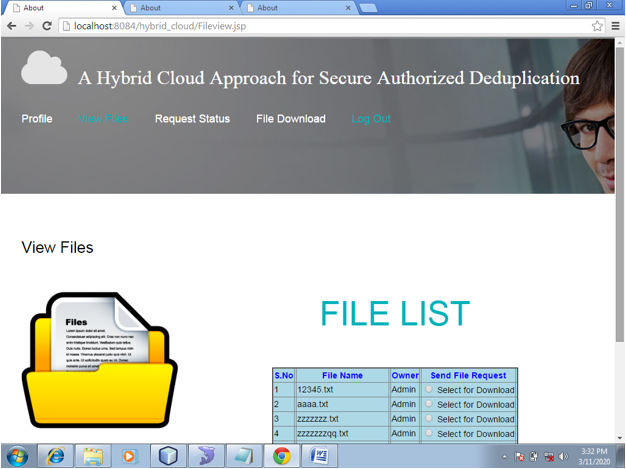 About
About
About
localhost:8084/hybrid_cloud/Fileview.jsp
A Hybrid Cloud Approach for Secure Authorized Deduplication
Profile View Files Request Status File Download Log Out
View Files
Files
FILE LIST
S.No File Name Owner Send File Request
1 12345.txt Admin Select for Download
2 aaaa.txt Admin Select for Download
3 zzzzzzz.txt Admin Select for Download
4 zzzzzzzqq.txt Admin Select for Download
3:32 PM
3/11/2020